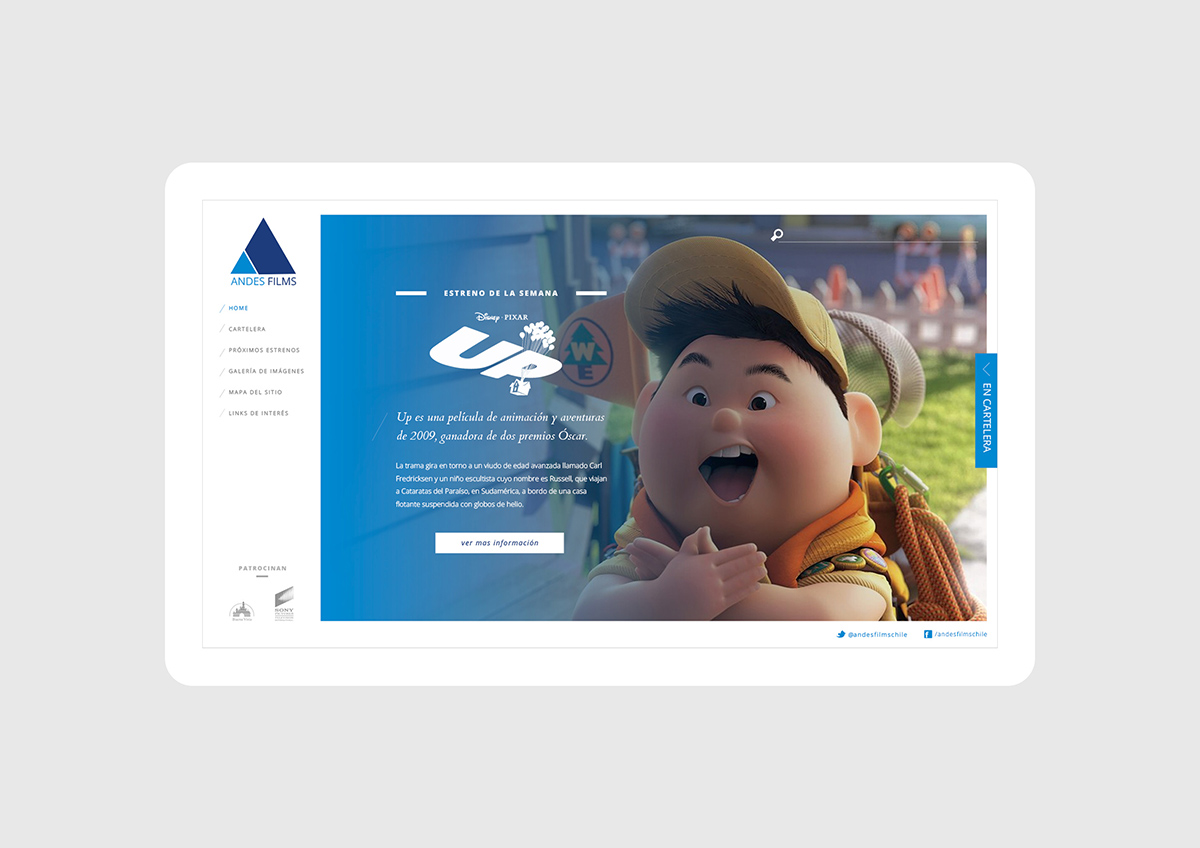 ANDES FILMS
HOME
CARTELERA
PRÓXIMOS ESTRENOS
GALERÍA DE IMÁGENES
MAPA DEL SITIO
LINKS DE INTERÉS
PATROCINAN
SONY
ESTRENO DE LA SEMANA
Disney · PIXAR
UP
W
E
Up es una película de animación y aventuras
de 2009, ganadora de dos premios Óscar.
La trama gira en torno a un viudo de edad avanzada llamado Carl
Fredricksen y un niño escultista cuyo nombre es Russell, que viajan
a Cataratas del Paraíso, en Sudamérica, a bordo de una casa
flotante suspendida con globos de helio.
ver mas información
EN CARTELERA
@andesfilmschile
/andesfilmschile